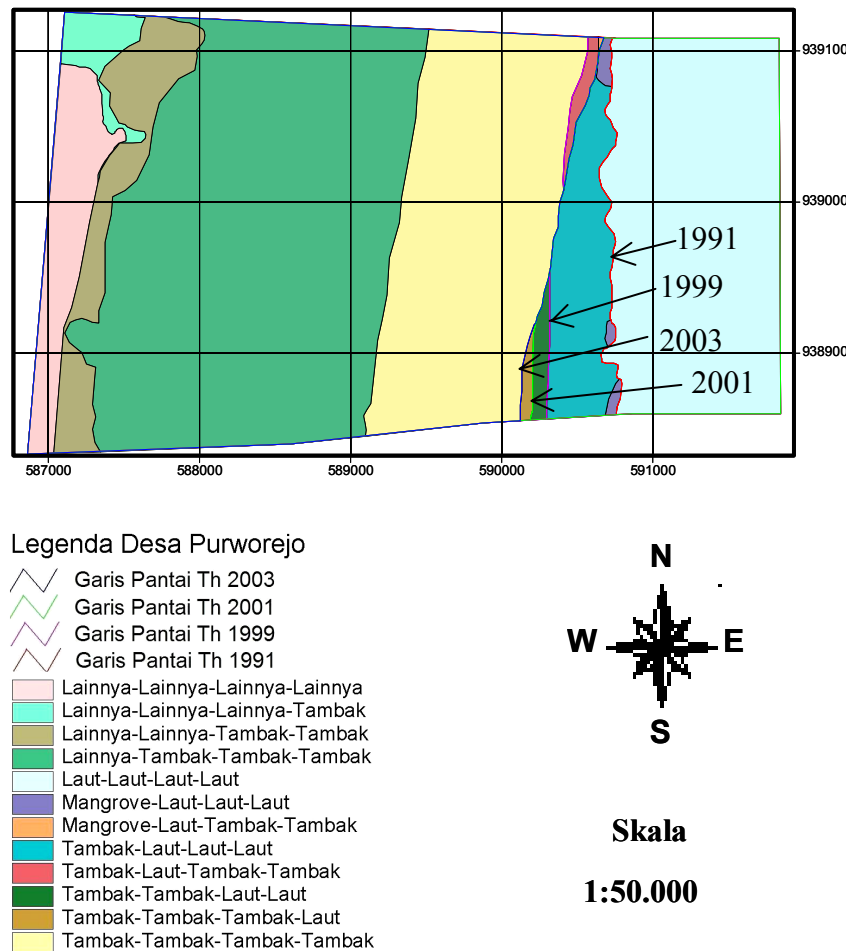 939100
939000
1991
1999
2003
938900
2001
587000
588000
589000
590000
591000
Legenda Desa Purworejo
Garis Pantai Th 2003
Garis Pantai Th 2001
Garis Pantai Th 1999
Garis Pantai Th 1991
Lainnya-Lainnya-Lainnya-Lainnya
Lainnya-Lainnya-Lainnya-Tambak
Lainnya-Lainnya-Tambak-Tambak
Lainnya-Tambak-Tambak-Tambak
Laut-Laut-Laut-Laut
Mangrove-Laut-Laut-Laut
Mangrove-Laut-Tambak-Tambak
Tambak-Laut-Laut-Laut
Tambak-Laut-Tambak-Tambak
Tambak-Tambak-Laut-Laut
Tambak-Tambak-Tambak-Laut
Tambak-Tambak-Tambak-Tambak
N
W
E
S
Skala
1:50.000